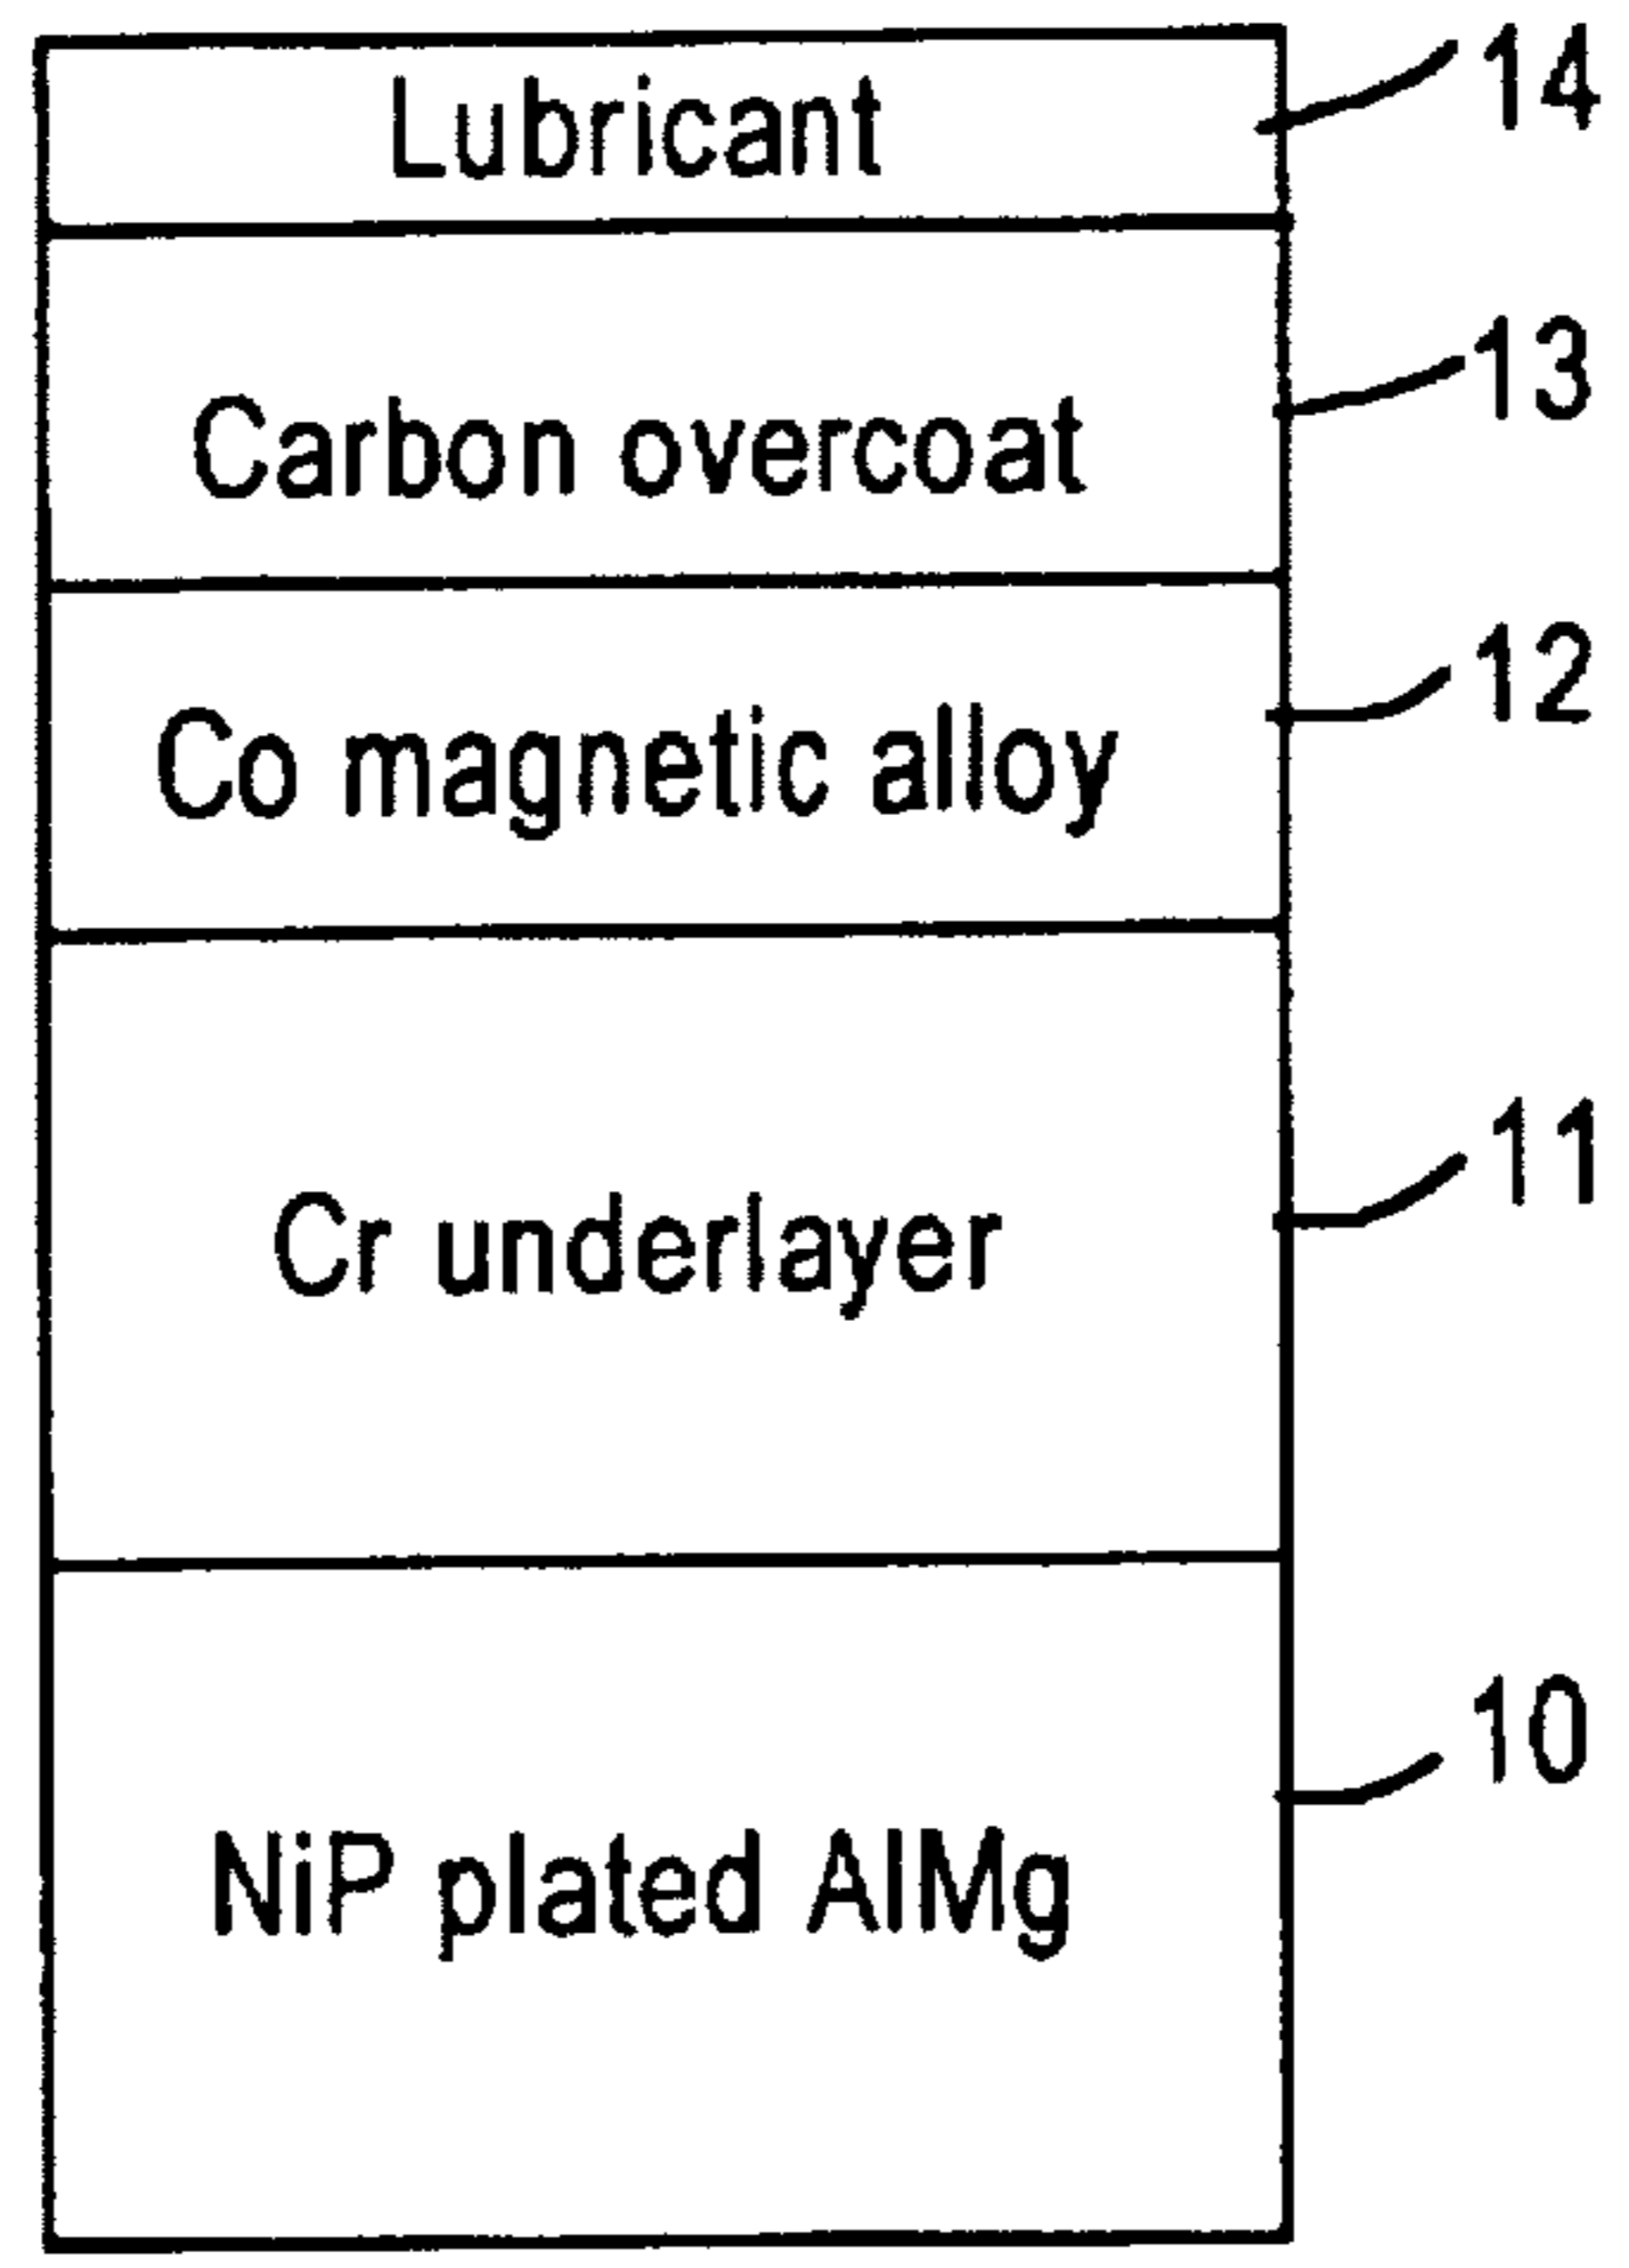 Lubricant 14
Carbon overcoat 13
Co magnetic alloy 12
Cr underlayer 11
NiP plated AlMg 10